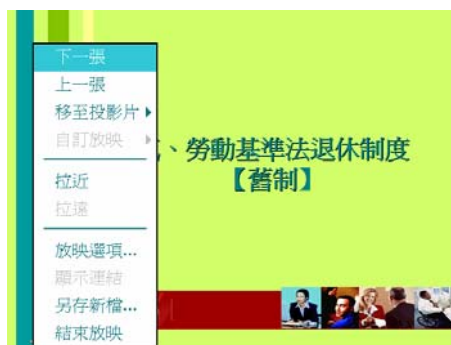 下一張
上一張
移至投影片
自訂放映
拉近
拉遠
放映選項...
顯示連結
另存新檔...
結束放映
、勞動基準法退休制度
【舊制】